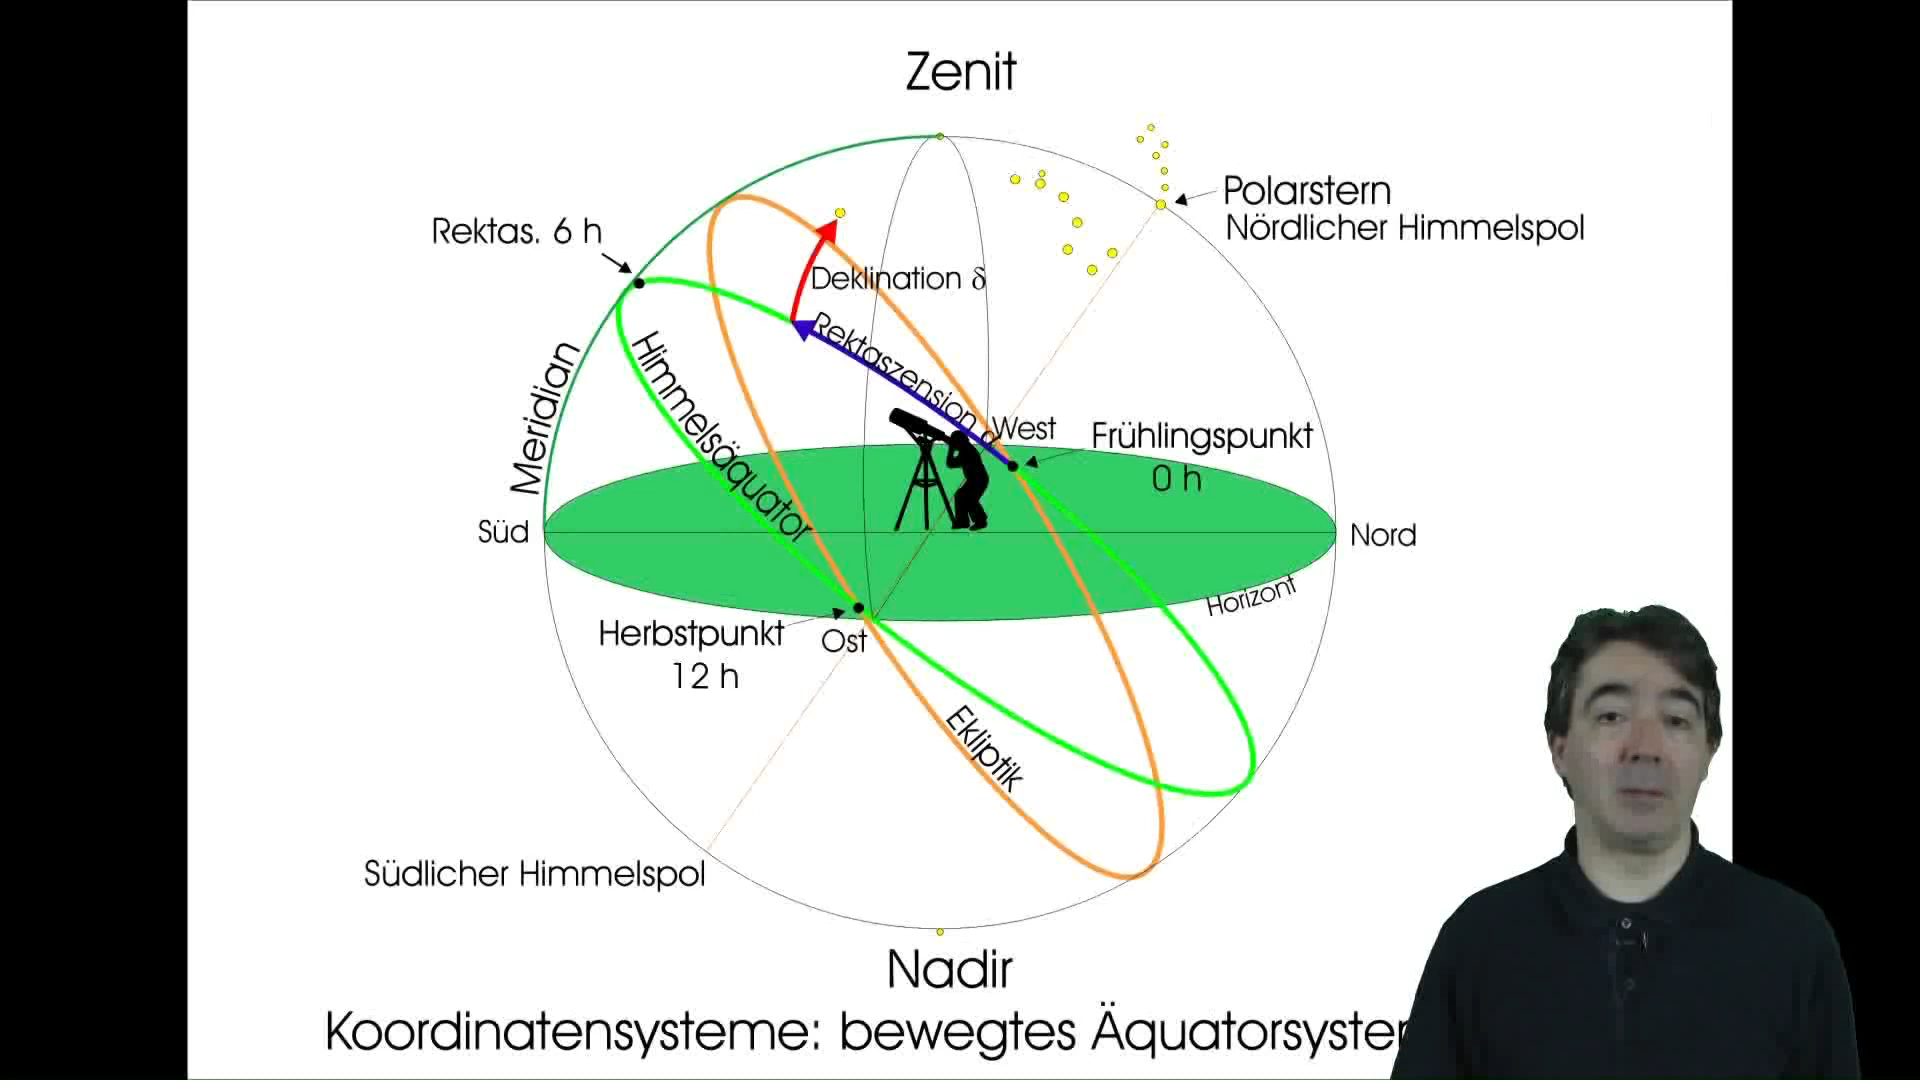 Zenit
Polarstern
Nördlicher Himmelspol
Rektas. 6 h
Deklination δ
Rektaszension α
Himmelsäquator
Meridian
West
Frühlingspunkt
0 h
Süd
Nord
Horizont
Herbstpunkt
12 h
Ost
Ekliptik
Südlicher Himmelspol
Nadir
Koordinatensysteme: bewegtes Äquatorsystem